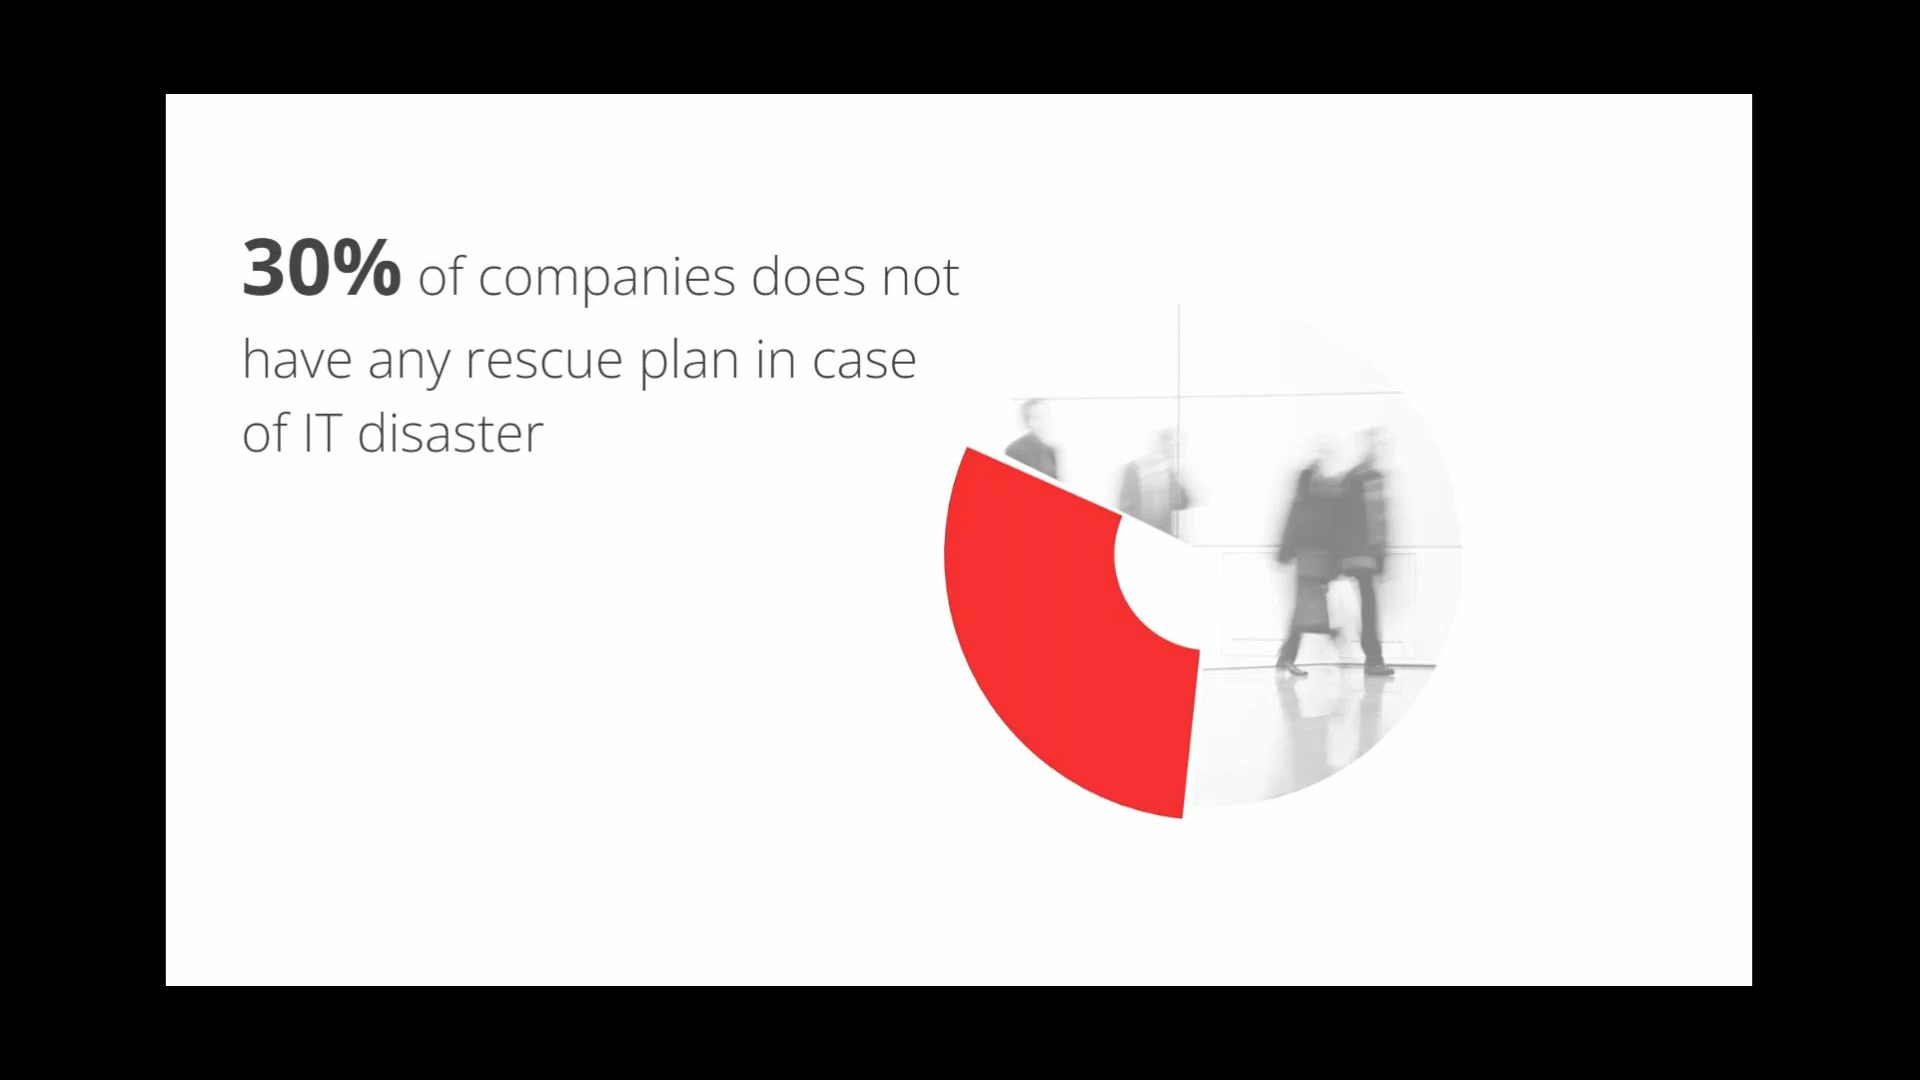 30% of companies does not
have any rescue plan in case
of IT disaster